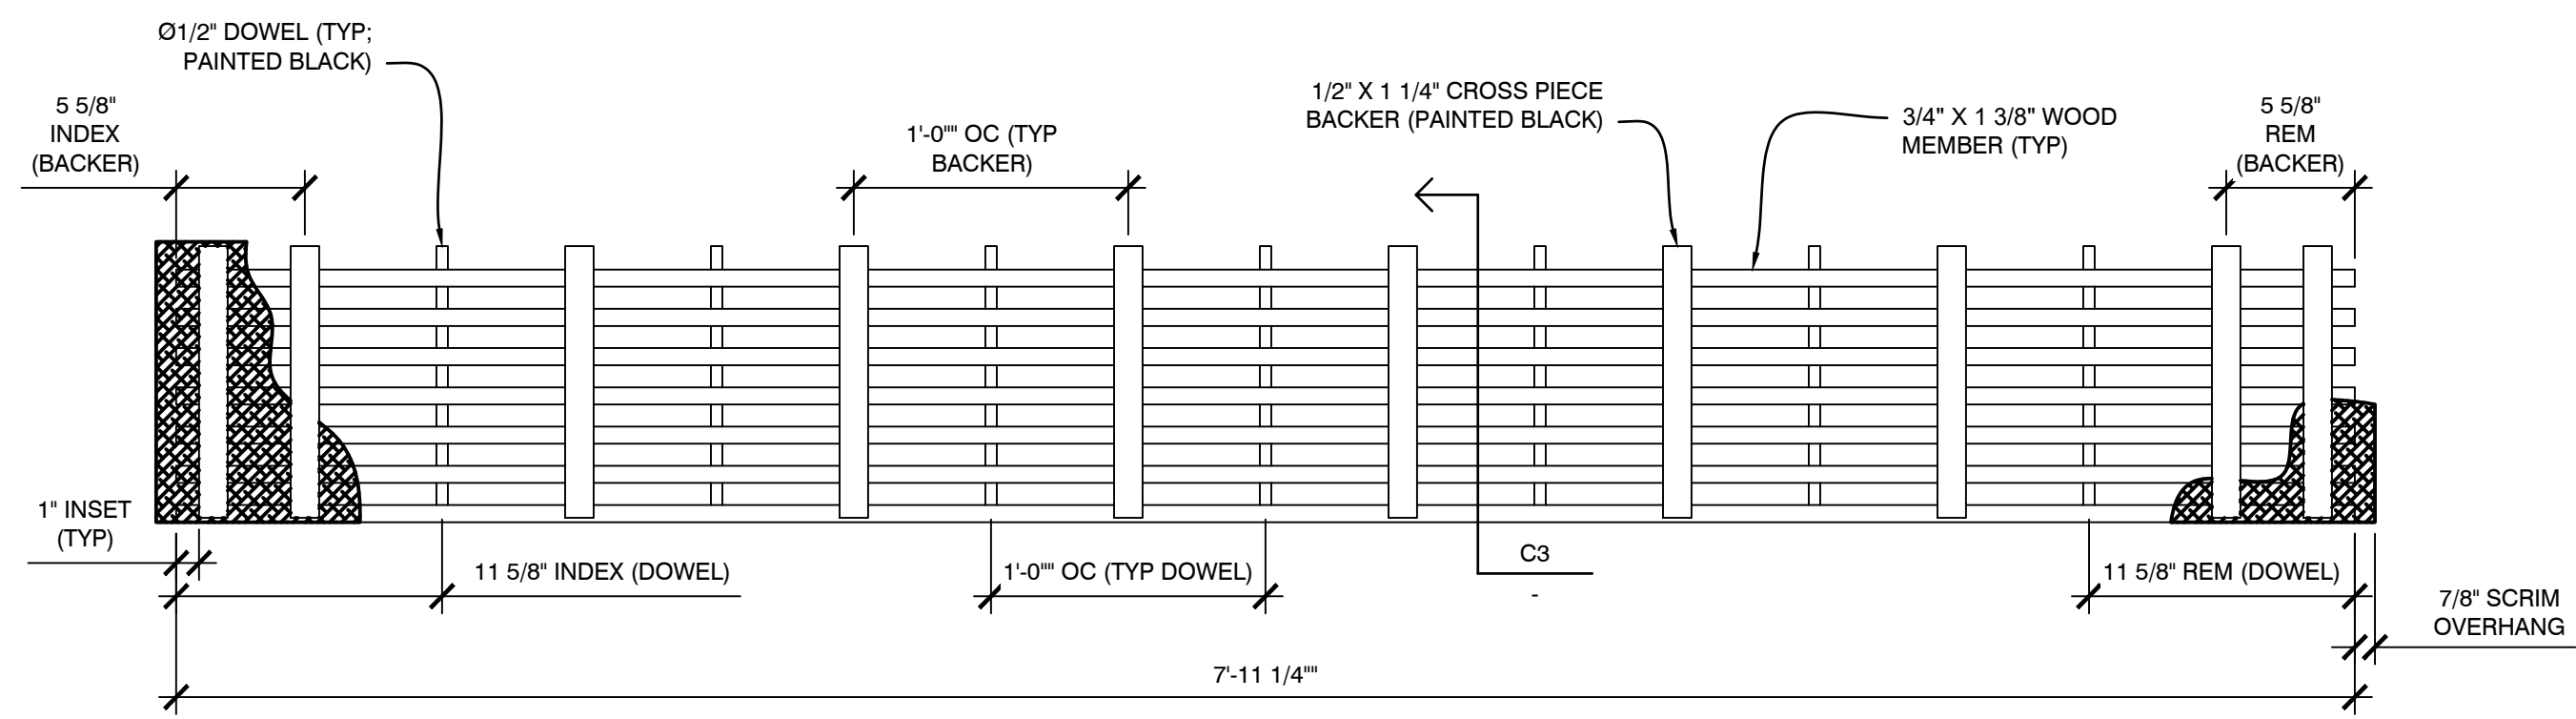 Ø1/2" DOWEL (TYP;
PAINTED BLACK)
5 5/8"
INDEX
(BACKER)
1'-0"" OC (TYP
BACKER)
1/2" X 1 1/4" CROSS PIECE
BACKER (PAINTED BLACK)
3/4" X 1 3/8" WOOD
MEMBER (TYP)
5 5/8"
REM
(BACKER)
1" INSET
(TYP)
11 5/8" INDEX (DOWEL)
1'-0"" OC (TYP DOWEL)
C3
-
11 5/8" REM (DOWEL)
7/8" SCRIM
OVERHANG
7'-11 1/4""